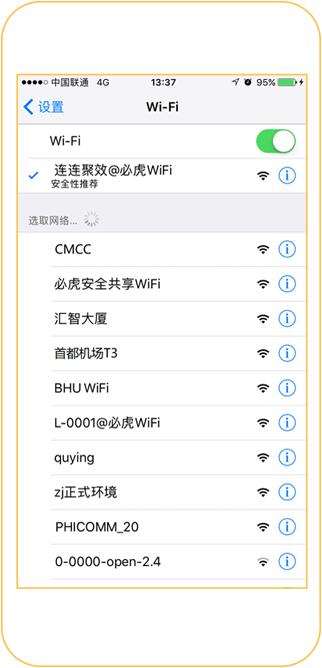 中国联通 4G 13:37 95%
设置 Wi-Fi
Wi-Fi
连连聚效@必虎WiFi
安全性推荐
选取网络...
CMCC
必虎安全共享WiFi
汇智大厦
首都机场T3
BHU WiFi
L-0001@必虎WiFi
quying
zj正式环境
PHICOMM_20
0-0000-open-2.4